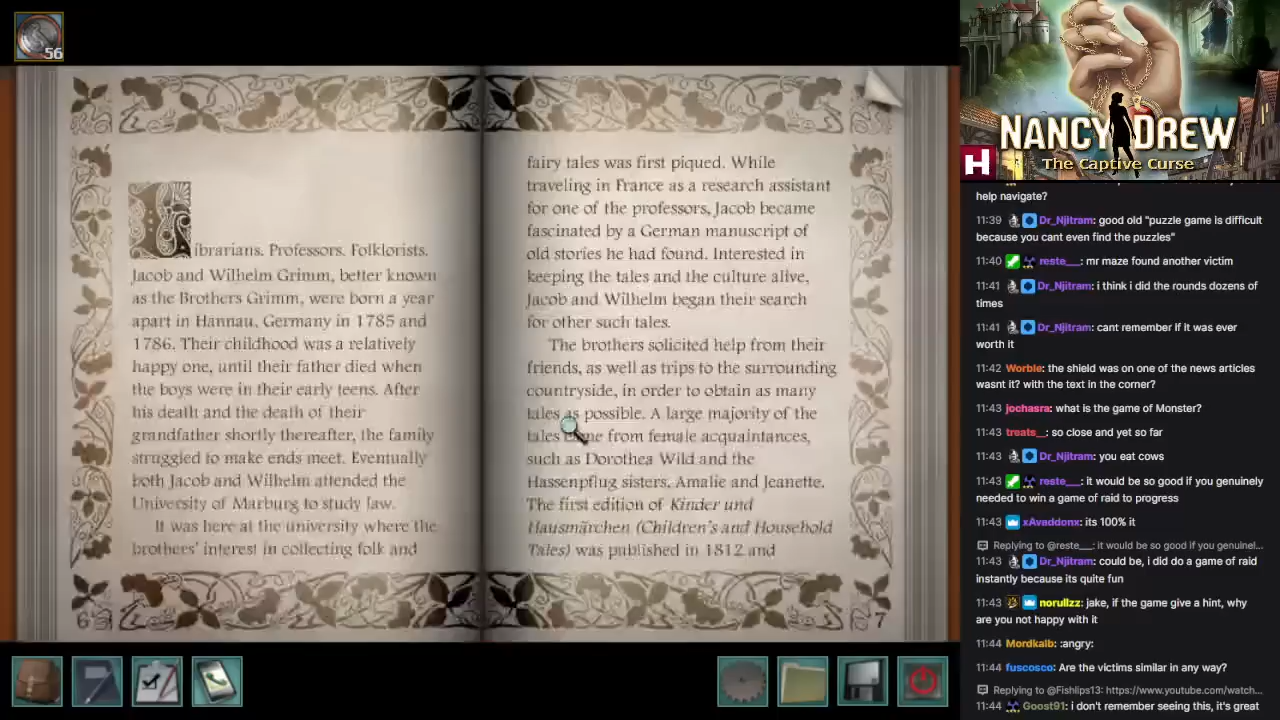 56
Librarians. Professors. Folklorists.
Jacob and Wilhelm Grimm, better known
as the Brothers Grimm, were born a year
apart in Hannau, Germany in 1785 and
1786. Their childhood was a relatively
happy one, until their father died when
the boys were in their early teens. After
his death and the death of their
grandfather shortly thereafter, the family
struggled to make ends meet. Eventually
both Jacob and Wilhelm attended the
University of Marburg to study law.
It was here at the university where the
brothers' interest in collecting folk and
6
fairy tales was first piqued. While
traveling in France as a research assistant
for one of the professors, Jacob became
fascinated by a German manuscript of
old stories he had found. Interested in
keeping the tales and the culture alive,
Jacob and Wilhelm began their search
for other such tales.
The brothers solicited help from their
friends, as well as trips to the surrounding
countryside, in order to obtain as many
tales as possible. A large majority of the
tales came from female acquaintances,
such as Dorothea Wild and the
Hassenpflug sisters, Amalie and Jeanette.
The first edition of Kinder und
Hausmärchen (Children's and Household
Tales) was published in 1812 and
7
NANCY DREW
The Captive Curse
H
help navigate?
11:39 Dr_Njitram: good old "puzzle game is difficult
because you cant even find the puzzles"
11:40 reste___: mr maze found another victim
11:41 Dr_Njitram: i think i did the rounds dozens of
times
11:41 Dr_Njitram: cant remember if it was ever
worth it
11:42 Worble: the shield was on one of the news articles
wasnt it? with the text in the corner?
11:43 jochasra: what is the game of Monster?
11:43 treats__: so close and yet so far
11:43 Dr_Njitram: you eat cows
11:43 reste___: it would be so good if you genuinely
needed to win a game of raid to progress
11:43 xAvaddonx: its 100% it
Replying to @reste___: it would be so good if you genuinel...
11:43 Dr_Njitram: could be, i did do a game of raid
instantly because its quite fun
11:43 norullzz: jake, if the game give a hint, why
are you not happy with it
11:44 Mordkalb: :angry:
11:44 fuscosco: Are the victims similar in any way?
Replying to @Fishlips13: https://www.youtube.com/watch...
11:44 Goost91: i don't remember seeing this, it's great